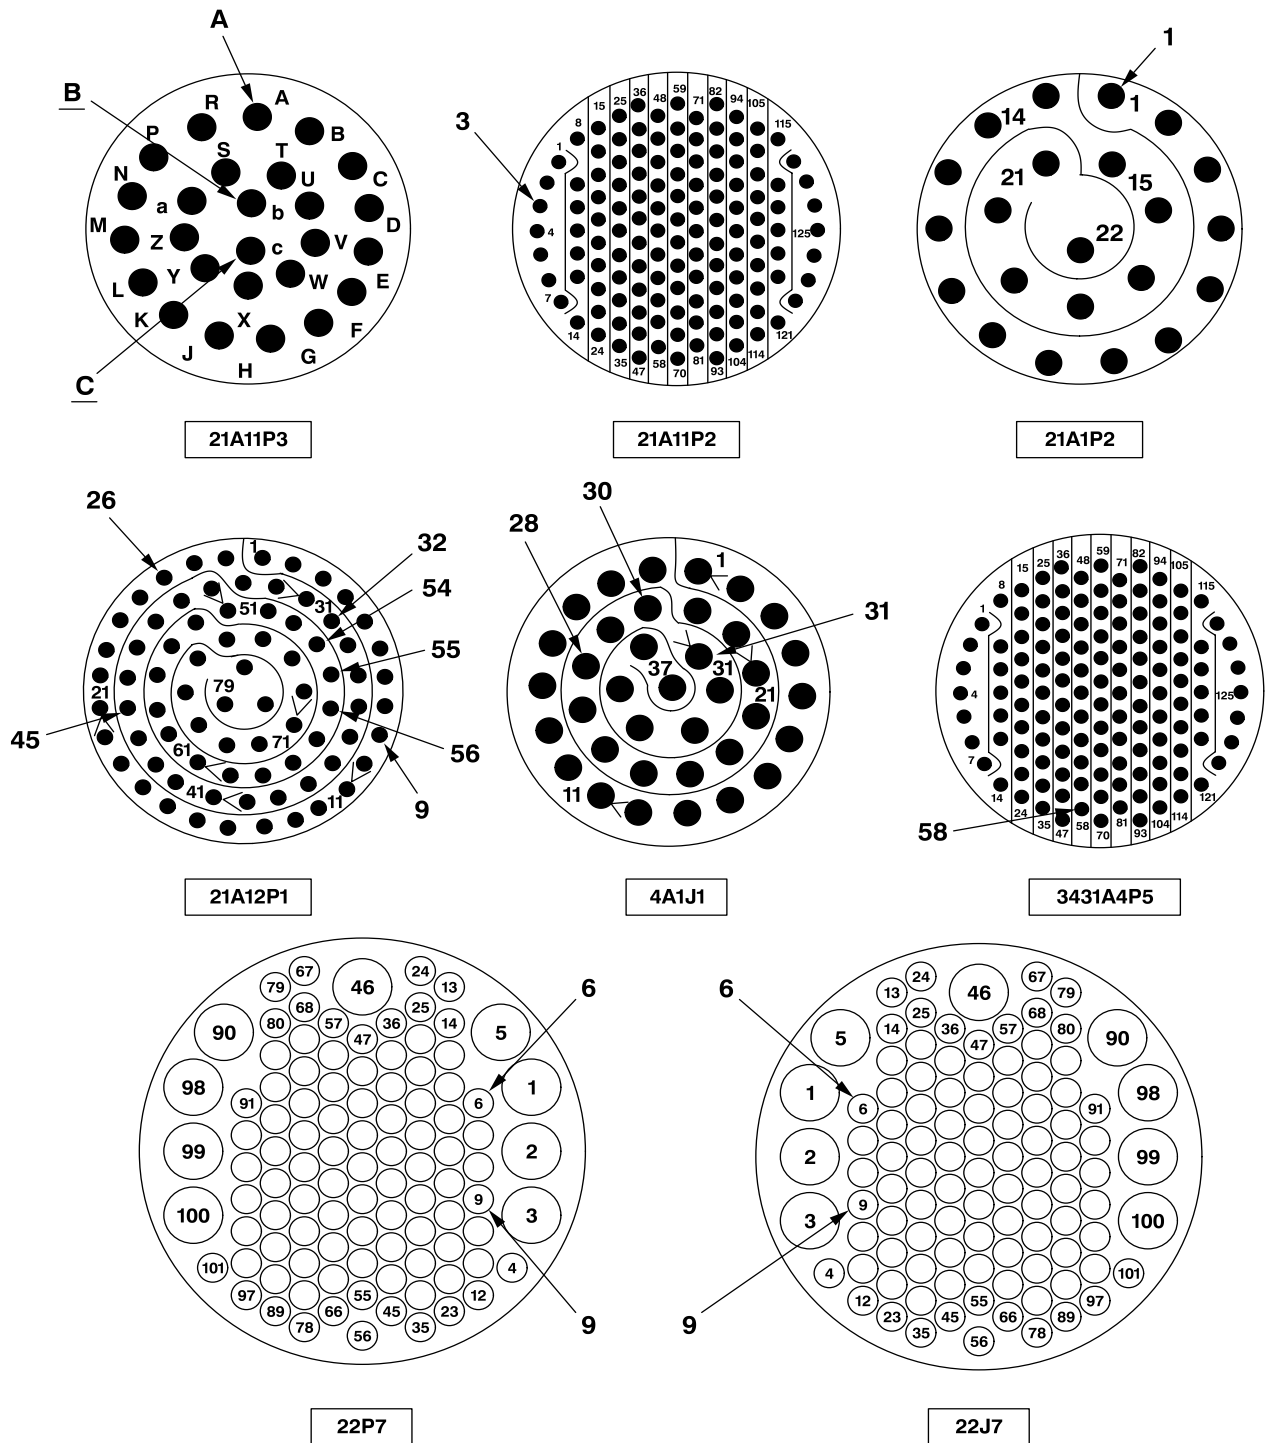 A
B
C
3
1
A
R
B
P
S
T
C
N
U
a
b
D
M
Z
c
V
Y
W
E
L
K
X
F
J
G
H
36 59 82
15 25 48 71 94 105
8 115
1
4 125
7
14 121
24 35 47 58 70 81 93 104 114
1
14
21 15
22
21A11P3
21A11P2
21A1P2
26
32
54
55
45
56
9
1
51 31
79
21
61 71
41 11
30
28
31
1
37 31
21
11
36 59 82
15 25 48 71 94 105
8 115
1
4 125
7
14 121
24 35 47 58 70 81 93 104 114
58
21A12P1
4A1J1
3431A4P5
67 46 24
79 13
68 25
90 80 57 36 14 5
47
98 1
91 6
99 2
9
100 3
101 4
97 55 12
89 66 45 23
78 56 35
6
9
24 46 67
13 79
25 68
5 14 36 57 80 90
47
1 98
6 91
2 99
9
3 100
4 101
12 55 97
23 45 66 89
35 56 78
6
9
22P7
22J7